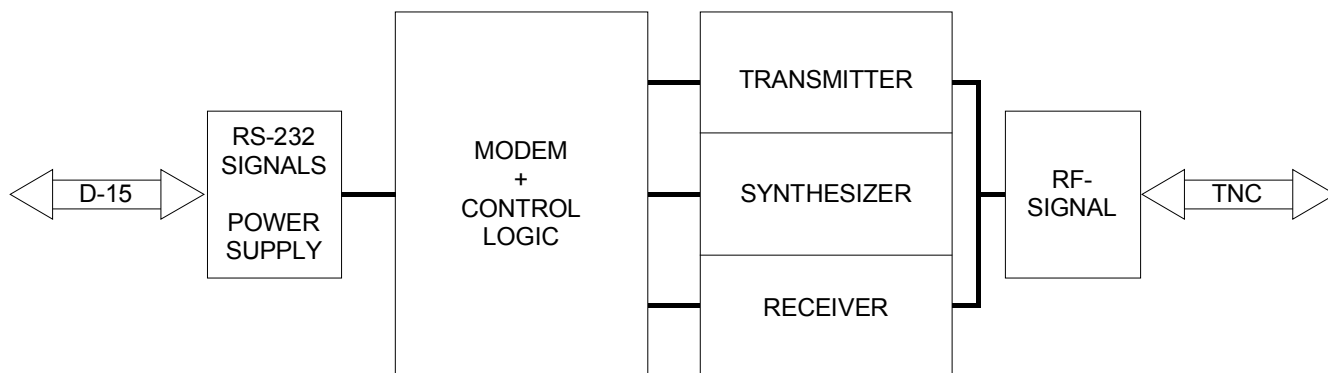 D-15
RS-232
SIGNALS
POWER
SUPPLY
MODEM
+
CONTROL
LOGIC
TRANSMITTER
SYNTHESIZER
RECEIVER
RF-
SIGNAL
TNC